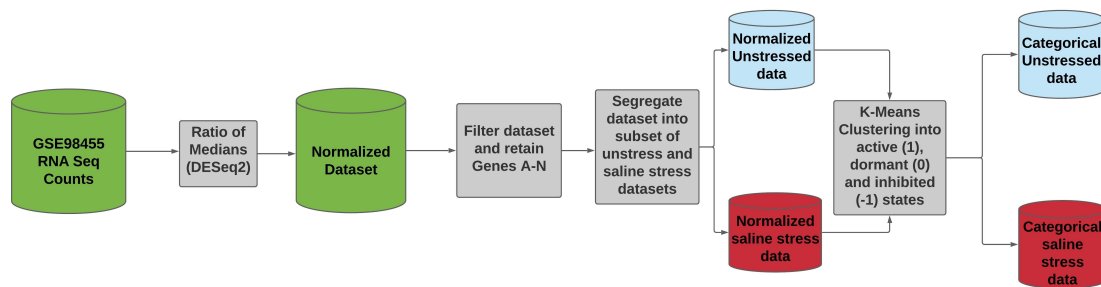 GSE98455
RNA Seq
Counts
Ratio of
Medians
(DESeq2)
Normalized
Dataset
Filter dataset
and retain
Genes A-N
Segregate
dataset into
subset of
unstress and
saline stress
datasets
Normalized
Unstressed
data
Normalized
saline stress
data
K-Means
Clustering into
active (1),
dormant (0)
and inhibited
(-1) states
Categorical
Unstressed
data
Categorical
saline
stress
data